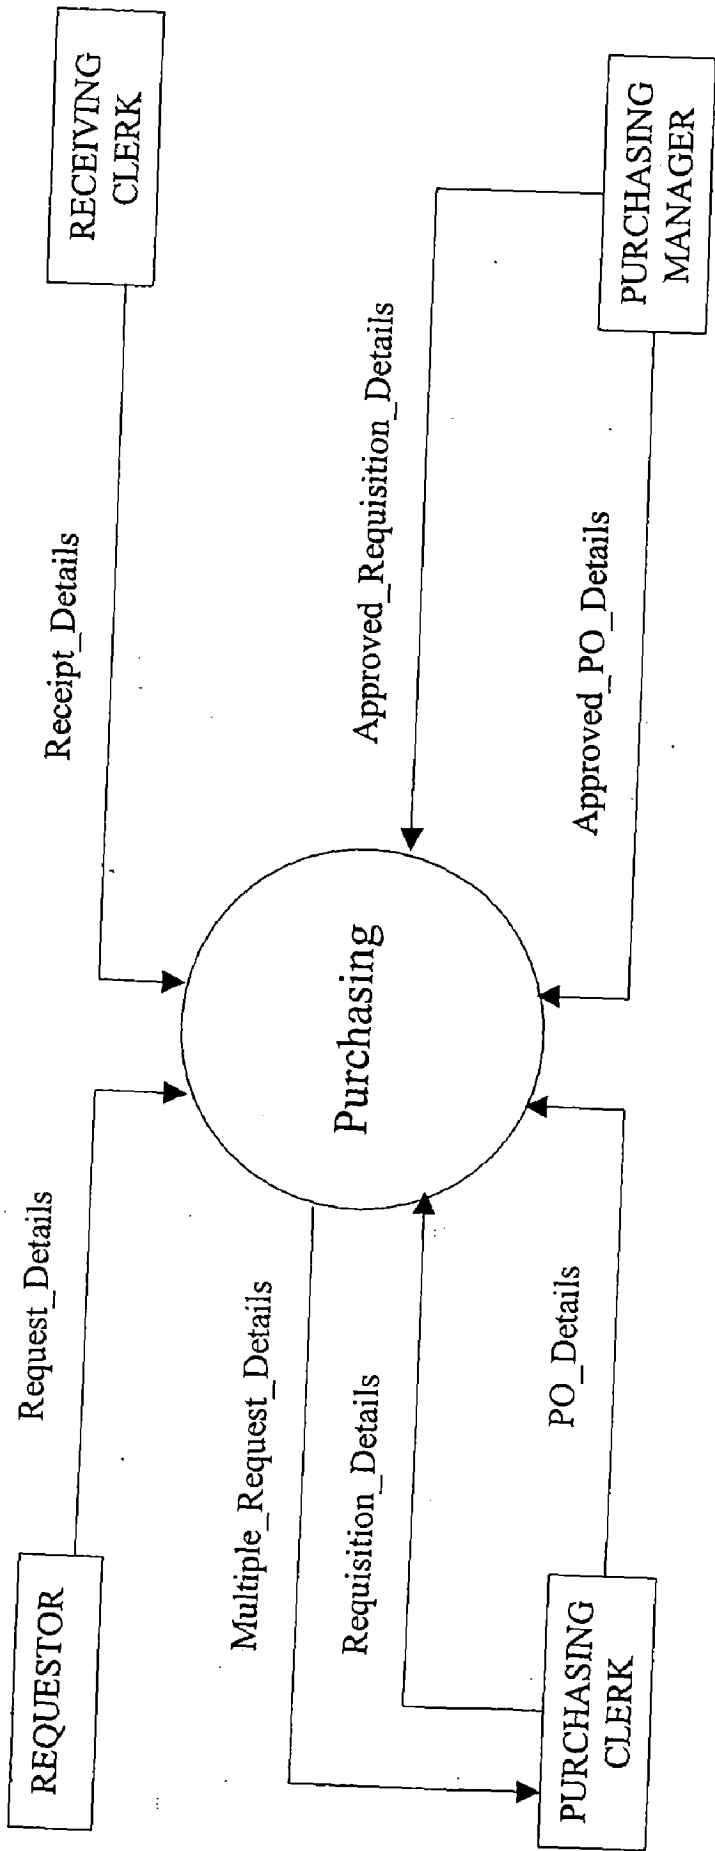 REQUESTOR
Request_Details
Receipt_Details
RECEIVING
CLERK
Multiple_Request_Details
Requisition_Details
Purchasing
Approved_Requisition_Details
PURCHASING
CLERK
PO_Details
Approved_PO_Details
PURCHASING
MANAGER